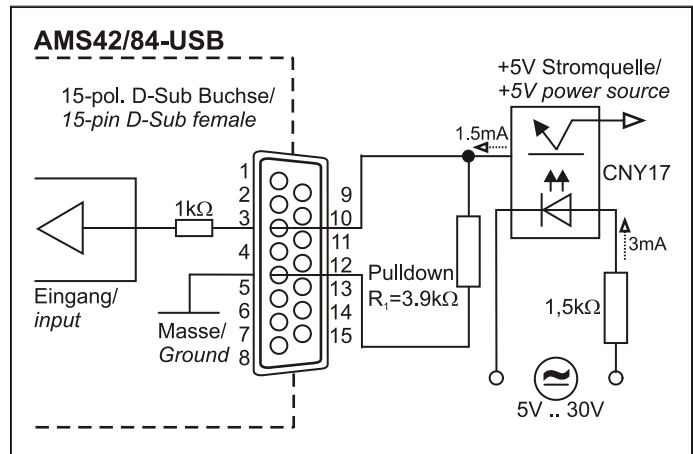 AMS42/84-USB
15-pol. D-Sub Buchse/
15-pin D-Sub female
+5V Stromquelle/
+5V power source
1.5mA
CNY17
3mA
1,5kΩ
5V .. 30V
Pulldown
R₁=3.9kΩ
1kΩ
1
2
3
4
5
6
7
8
9
10
11
12
13
14
15
Eingang/
input
Masse/
Ground